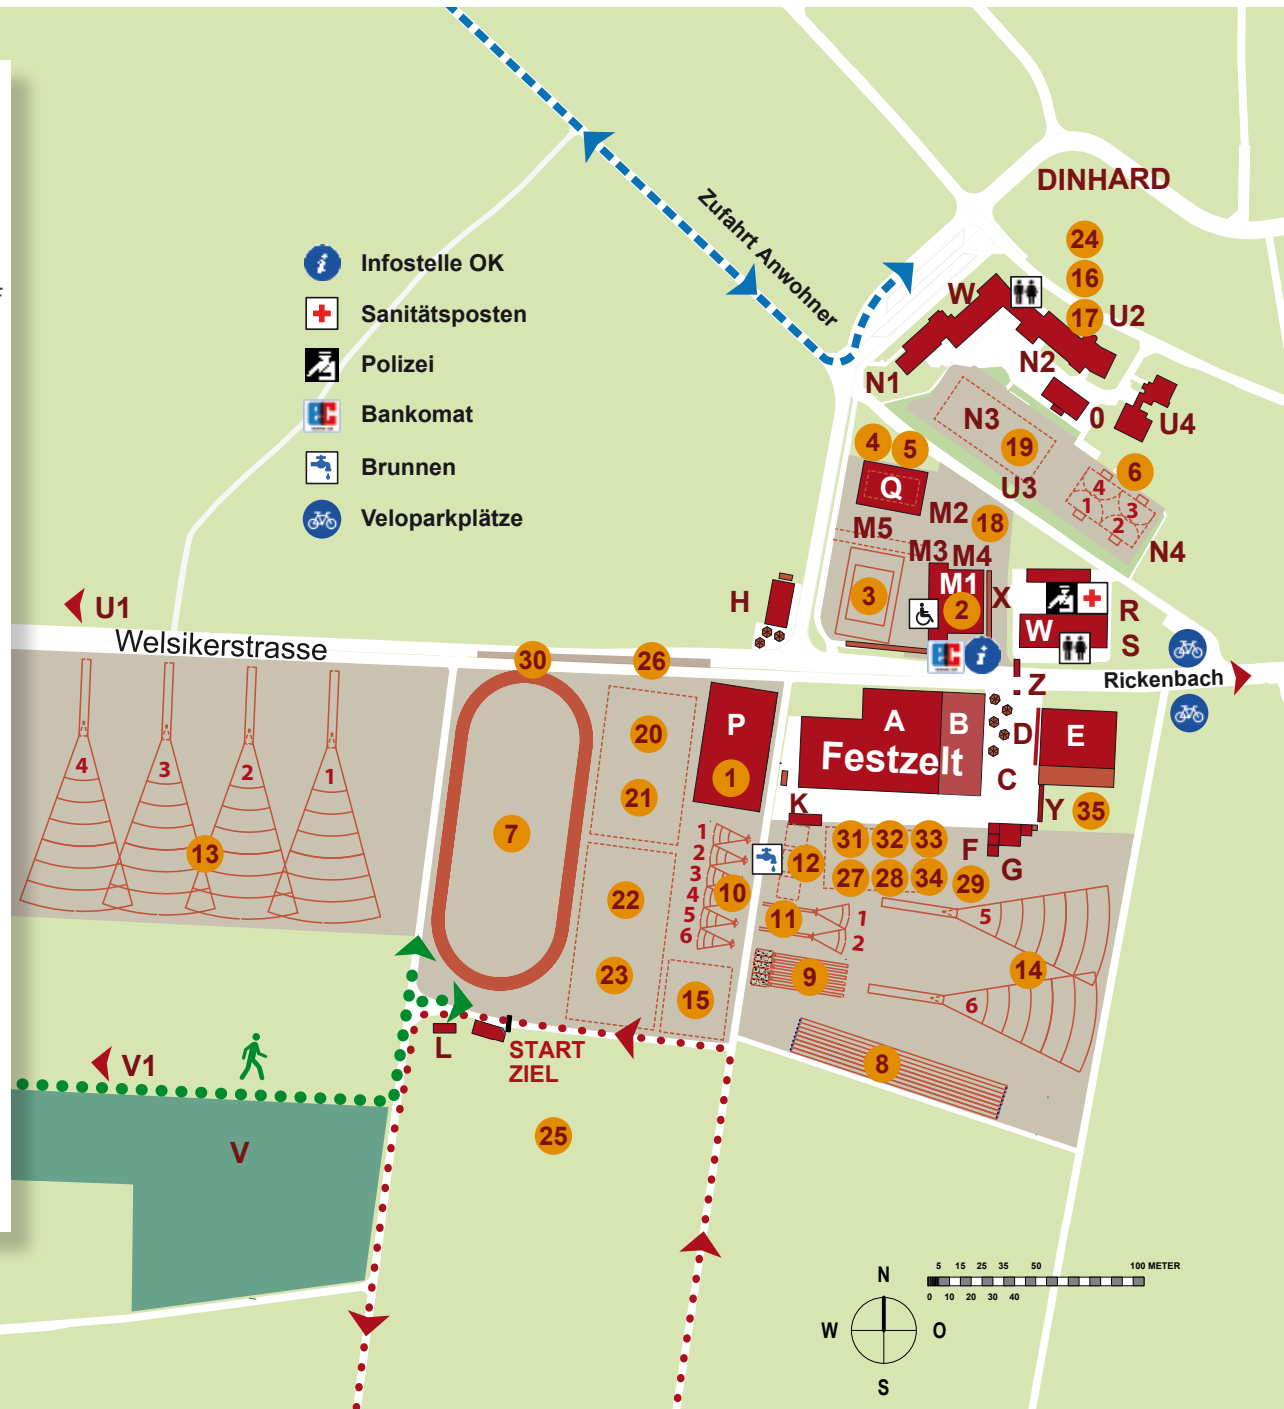 DINHARD
24
Zufahrt Anwohner
Infostelle OK
16
Sanitätsposten
W
17 U2
Polizei
N2
N1
Bankomat
N3
0
U4
4
5
19
Brunnen
6
Q
U3
4
1
3
2
Veloparkplätze
M2
18
M5
M3 M4
N4
M1
3
2
X
H
R
U1
W
S
Welsikerstrasse
EC
30
26
Z
Rickenbach
P
A
B
D
E
20
Festzelt
4
3
2
1
1
C
21
K
Y
35
7
1
2
3
4
5
6
31
32
33
F
G
13
12
27
28
34
29
10
22
11
1
2
5
14
23
9
15
6
L
START
ZIEL
8
V1
25
V
N
W
O
S
5 15 25 35 50 100 METER
0 10 20 30 40